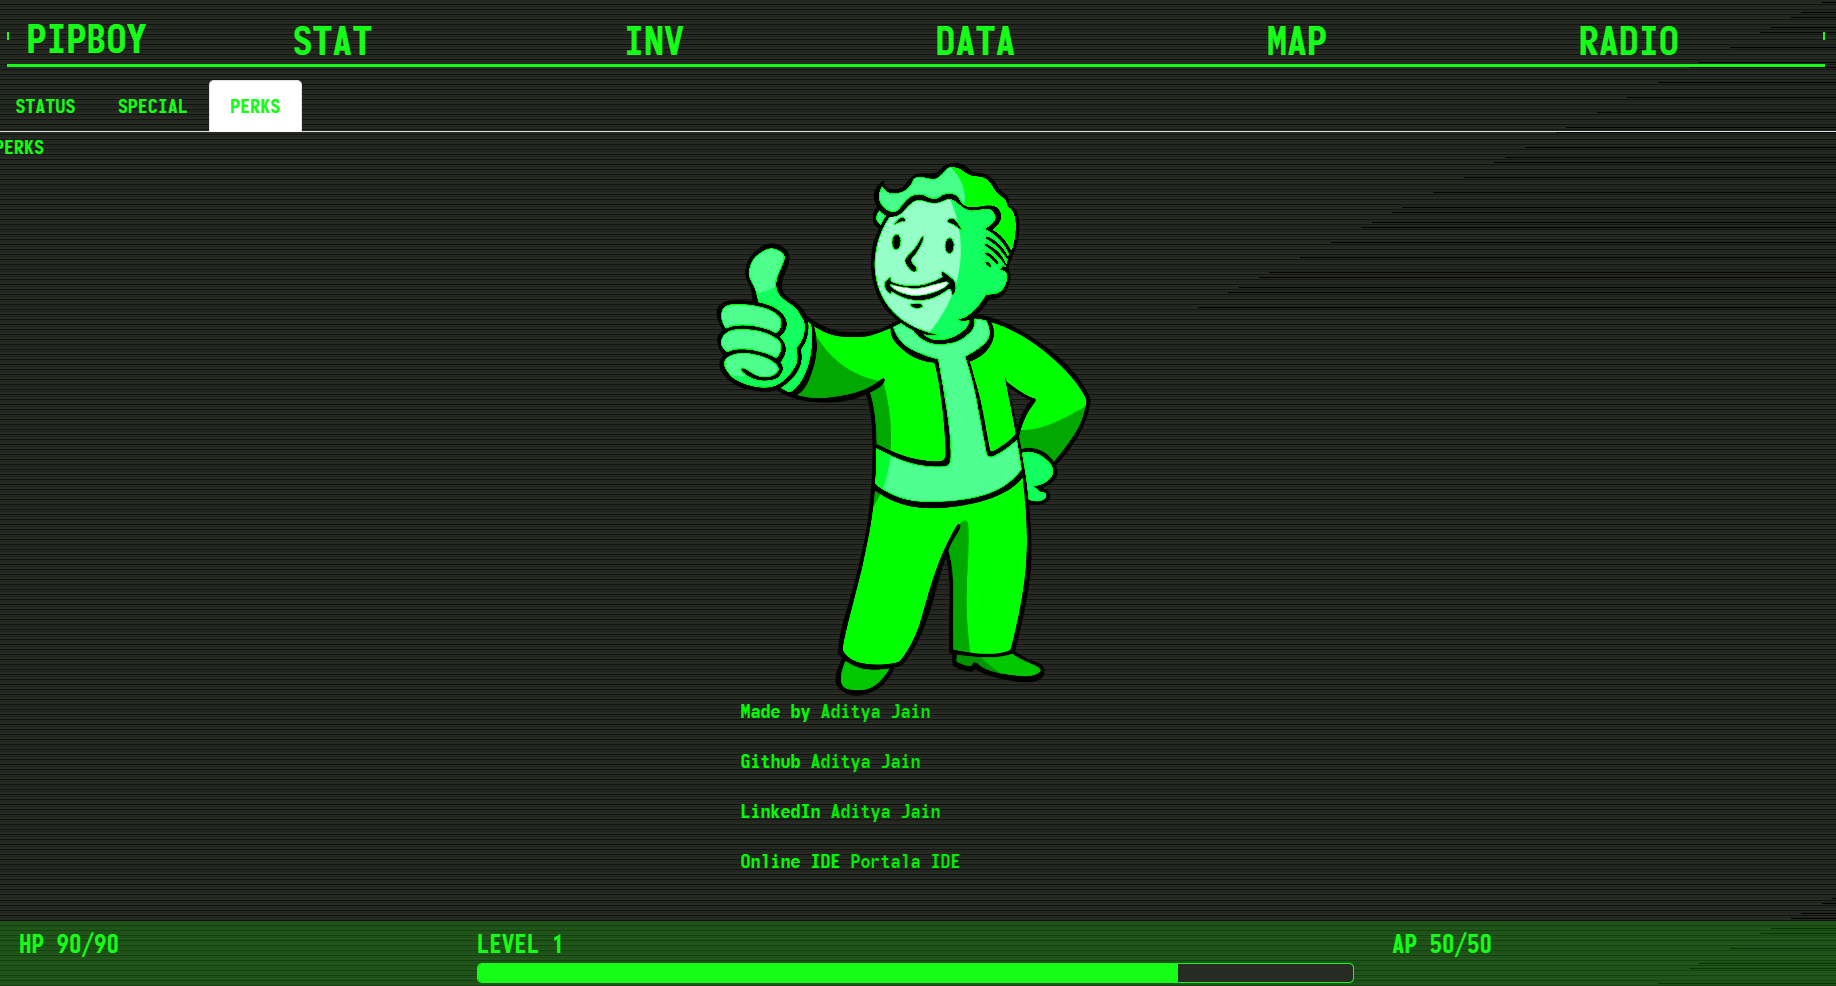 PIPBOY STAT INV DATA MAP RADIO
STATUS SPECIAL PERKS
PERKS
Made by Aditya Jain
Github Aditya Jain
LinkedIn Aditya Jain
Online IDE Portala IDE
HP 90/90 LEVEL 1 AP 50/50